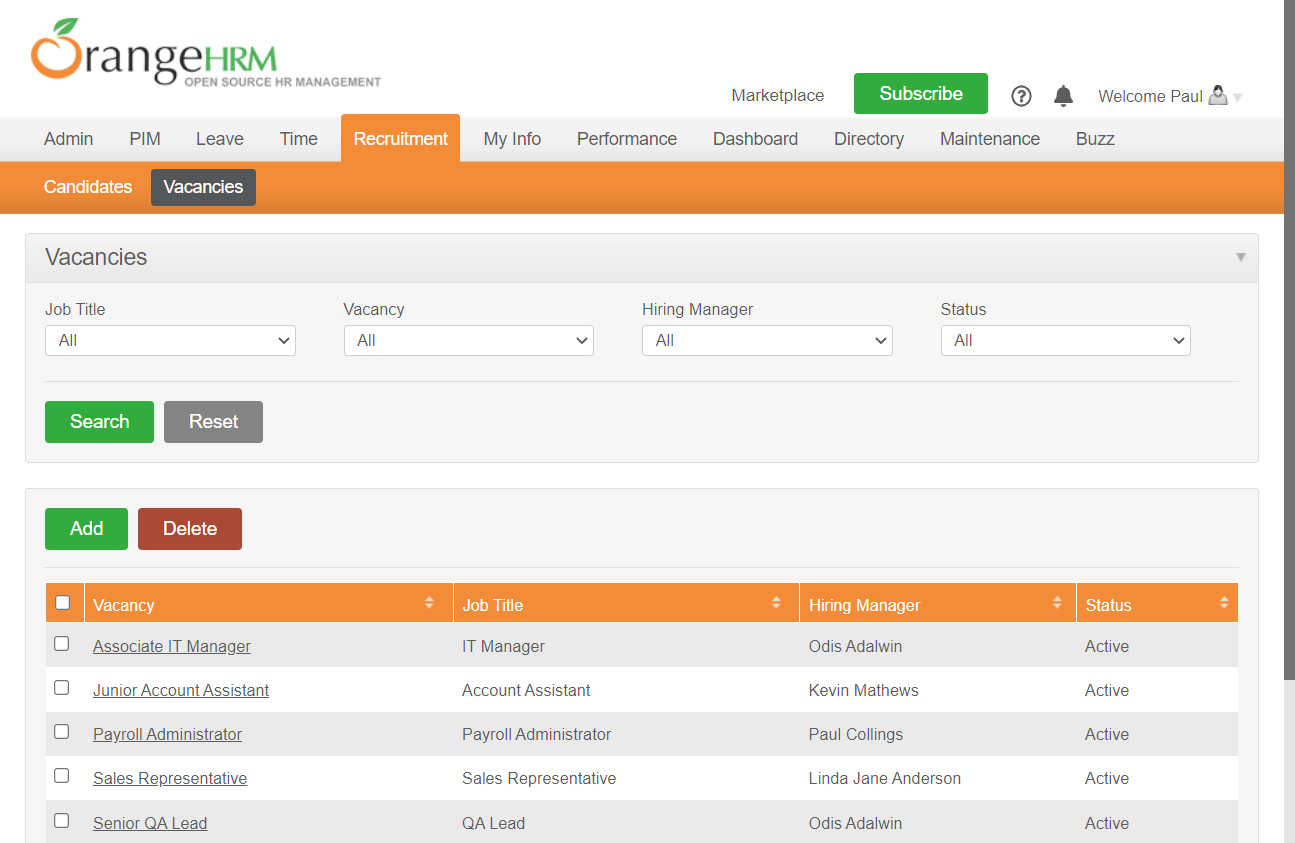 OrangeHRM
OPEN SOURCE HR MANAGEMENT
Marketplace Subscribe Welcome Paul
Admin PIM Leave Time Recruitment My Info Performance Dashboard Directory Maintenance Buzz
Candidates Vacancies
Vacancies
Job Title Vacancy Hiring Manager Status
All All All All
Search Reset
Add Delete
Vacancy Job Title Hiring Manager Status
Associate IT Manager IT Manager Odis Adalwin Active
Junior Account Assistant Account Assistant Kevin Mathews Active
Payroll Administrator Payroll Administrator Paul Collings Active
Sales Representative Sales Representative Linda Jane Anderson Active
Senior QA Lead QA Lead Odis Adalwin Active